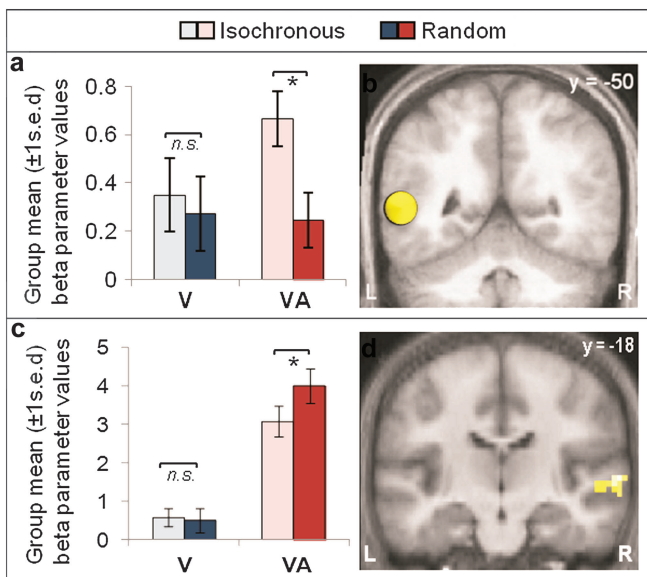 Isochronous Random
a
Group mean (±1s.e.d)
beta parameter values
0.8
0.6
0.4
0.2
0
n.s.
*
V VA
b
y = -50
L R
c
Group mean (±1s.e.d)
beta parameter values
5
4
3
2
1
0
n.s.
*
V VA
d
y = -18
L R